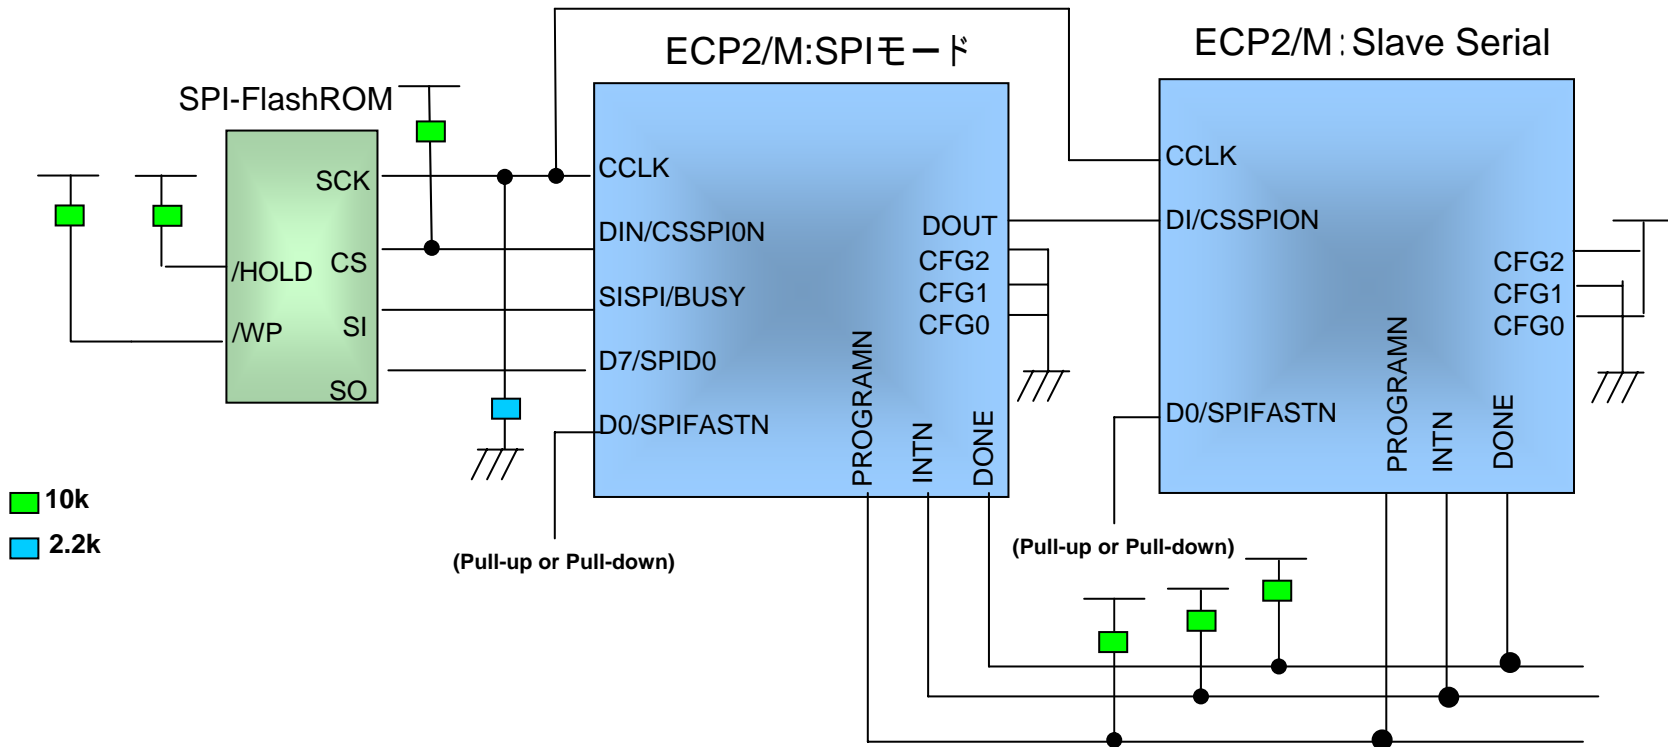 ECP2/M:SPIモード
ECP2/M：Slave Serial
SPI-FlashROM
SCK
CS
/HOLD
SI
/WP
SO
CCLK
DIN/CSSPI0N
SISPI/BUSY
D7/SPID0
D0/SPIFASTN
DOUT
CFG2
CFG1
CFG0
PROGRAMN
INTN
DONE
CCLK
DI/CSSPION
D0/SPIFASTN
CFG2
CFG1
CFG0
PROGRAMN
INTN
DONE
10k
2.2k
(Pull-up or Pull-down)
(Pull-up or Pull-down)